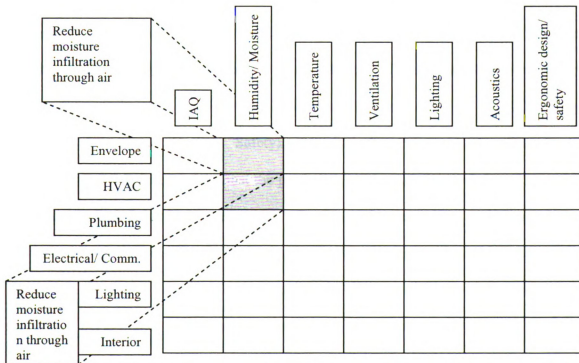 Reduce
moisture
infiltration
through air
IAQ
Humidity/ Moisture
Temperature
Ventilation
Lighting
Acoustics
Ergonomic design/
safety
Envelope
HVAC
Plumbing
Electrical/ Comm.
Lighting
Interior
Reduce
moisture
infiltratio
n through
air